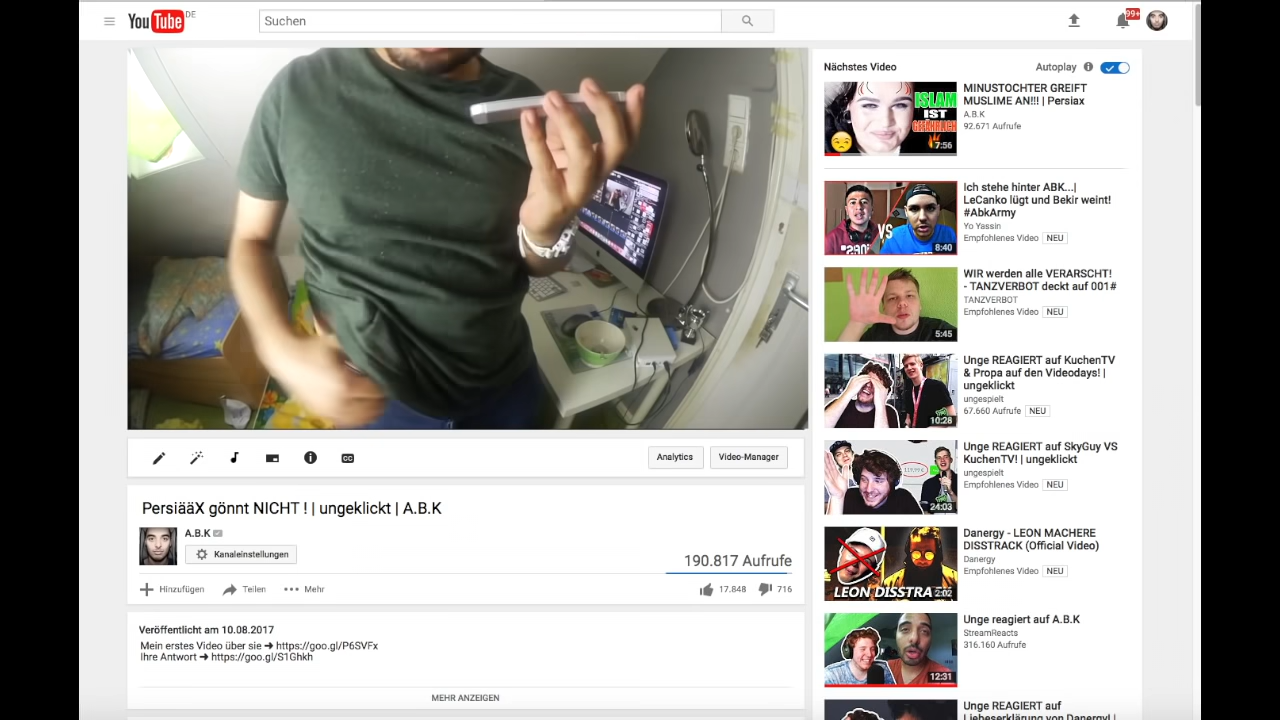 YouTube DE
Suchen
99+
Nächstes Video
Autoplay
ISLAM
IST
GEFÄHRLICH
7:56
MINUSTOCHTER GREIFT
MUSLIME AN!!! | Persiax
A.B.K
92.671 Aufrufe
VS
8:40
Ich stehe hinter ABK...|
LeCanko lügt und Bekir weint!
#AbkArmy
Yo Yassin
Empfohlenes Video NEU
5:45
WIR werden alle VERARSCHT!
- TANZVERBOT deckt auf 001#
TANZVERBOT
Empfohlenes Video NEU
10:28
Unge REAGIERT auf KuchenTV
& Propa auf den Videodays! |
ungeklickt
ungespielt
67.660 Aufrufe NEU
24:03
Unge REAGIERT auf SkyGuy VS
KuchenTV! | ungeklickt
ungespielt
Empfohlenes Video NEU
LEON DISSTRA
2:02
Danergy - LEON MACHERE
DISSTRACK (Official Video)
Danergy
Empfohlenes Video NEU
12:31
Unge reagiert auf A.B.K
StreamReacts
316.160 Aufrufe
Unge REAGIERT auf
Liebeserklärung von Danergy! |
CC
Analytics
Video-Manager
PersiääX gönnt NICHT ! | ungeklickt | A.B.K
A.B.K
Kanaleinstellungen
190.817 Aufrufe
Hinzufügen Teilen Mehr
17.848 716
Veröffentlicht am 10.08.2017
Mein erstes Video über sie ➜ https://goo.gl/P6SVFx
Ihre Antwort ➜ https://goo.gl/S1Ghkh
MEHR ANZEIGEN